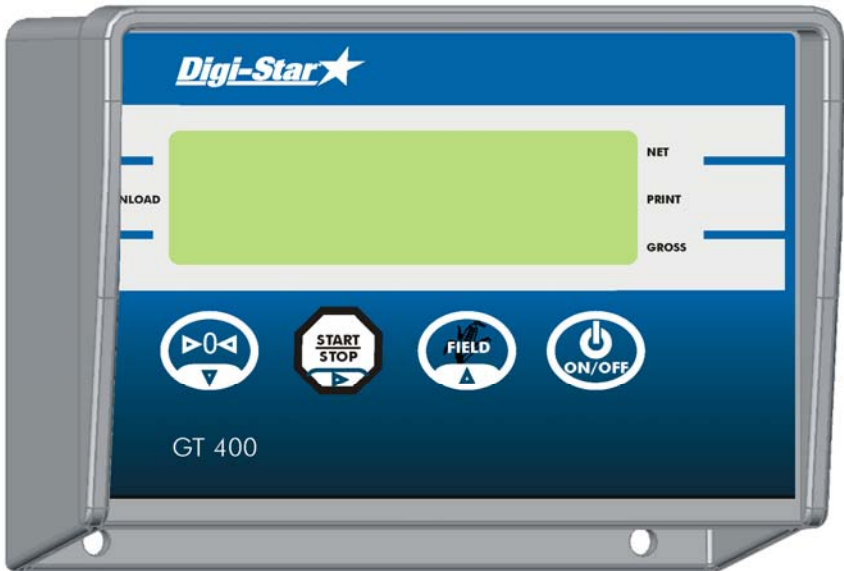 Digi-Star
NET
NLOAD
PRINT
GROSS
0
START
STOP
FIELD
ON/OFF
GT 400